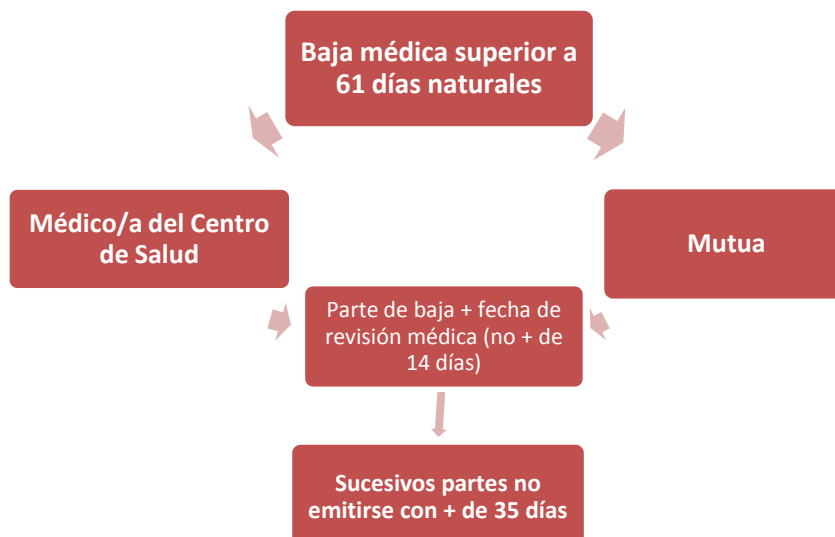 Baja médica superior a
61 días naturales
Médico/a del Centro
de Salud
Mutua
Parte de baja + fecha de
revisión médica (no + de
14 días)
Sucesivos partes no
emitirse con + de 35 días